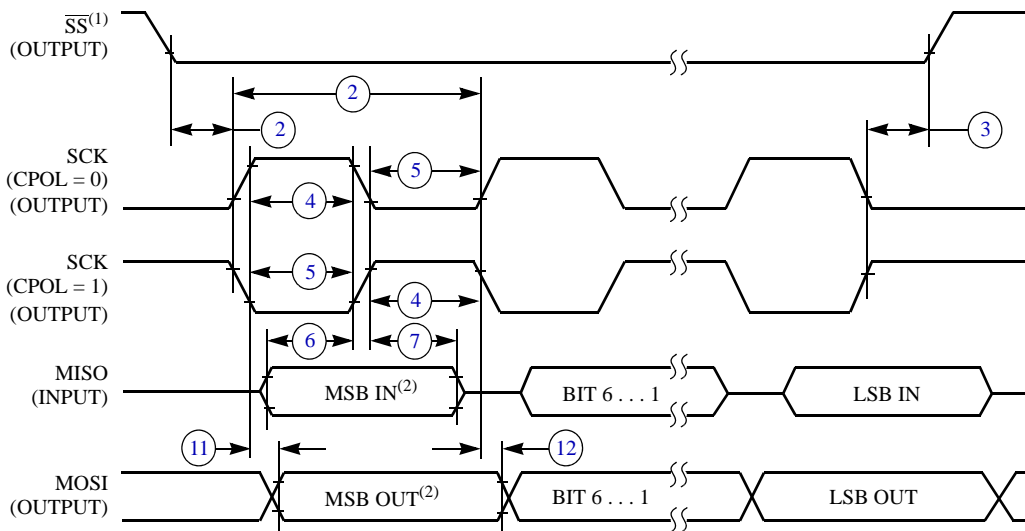 SS(1)
(OUTPUT)
2
2
3
SCK
(CPOL = 0)
(OUTPUT)
5
4
SCK
(CPOL = 1)
(OUTPUT)
5
4
6
7
MISO
(INPUT)
MSB IN(2)
BIT 6 . . . 1
LSB IN
11
12
MOSI
(OUTPUT)
MSB OUT(2)
BIT 6 . . . 1
LSB OUT